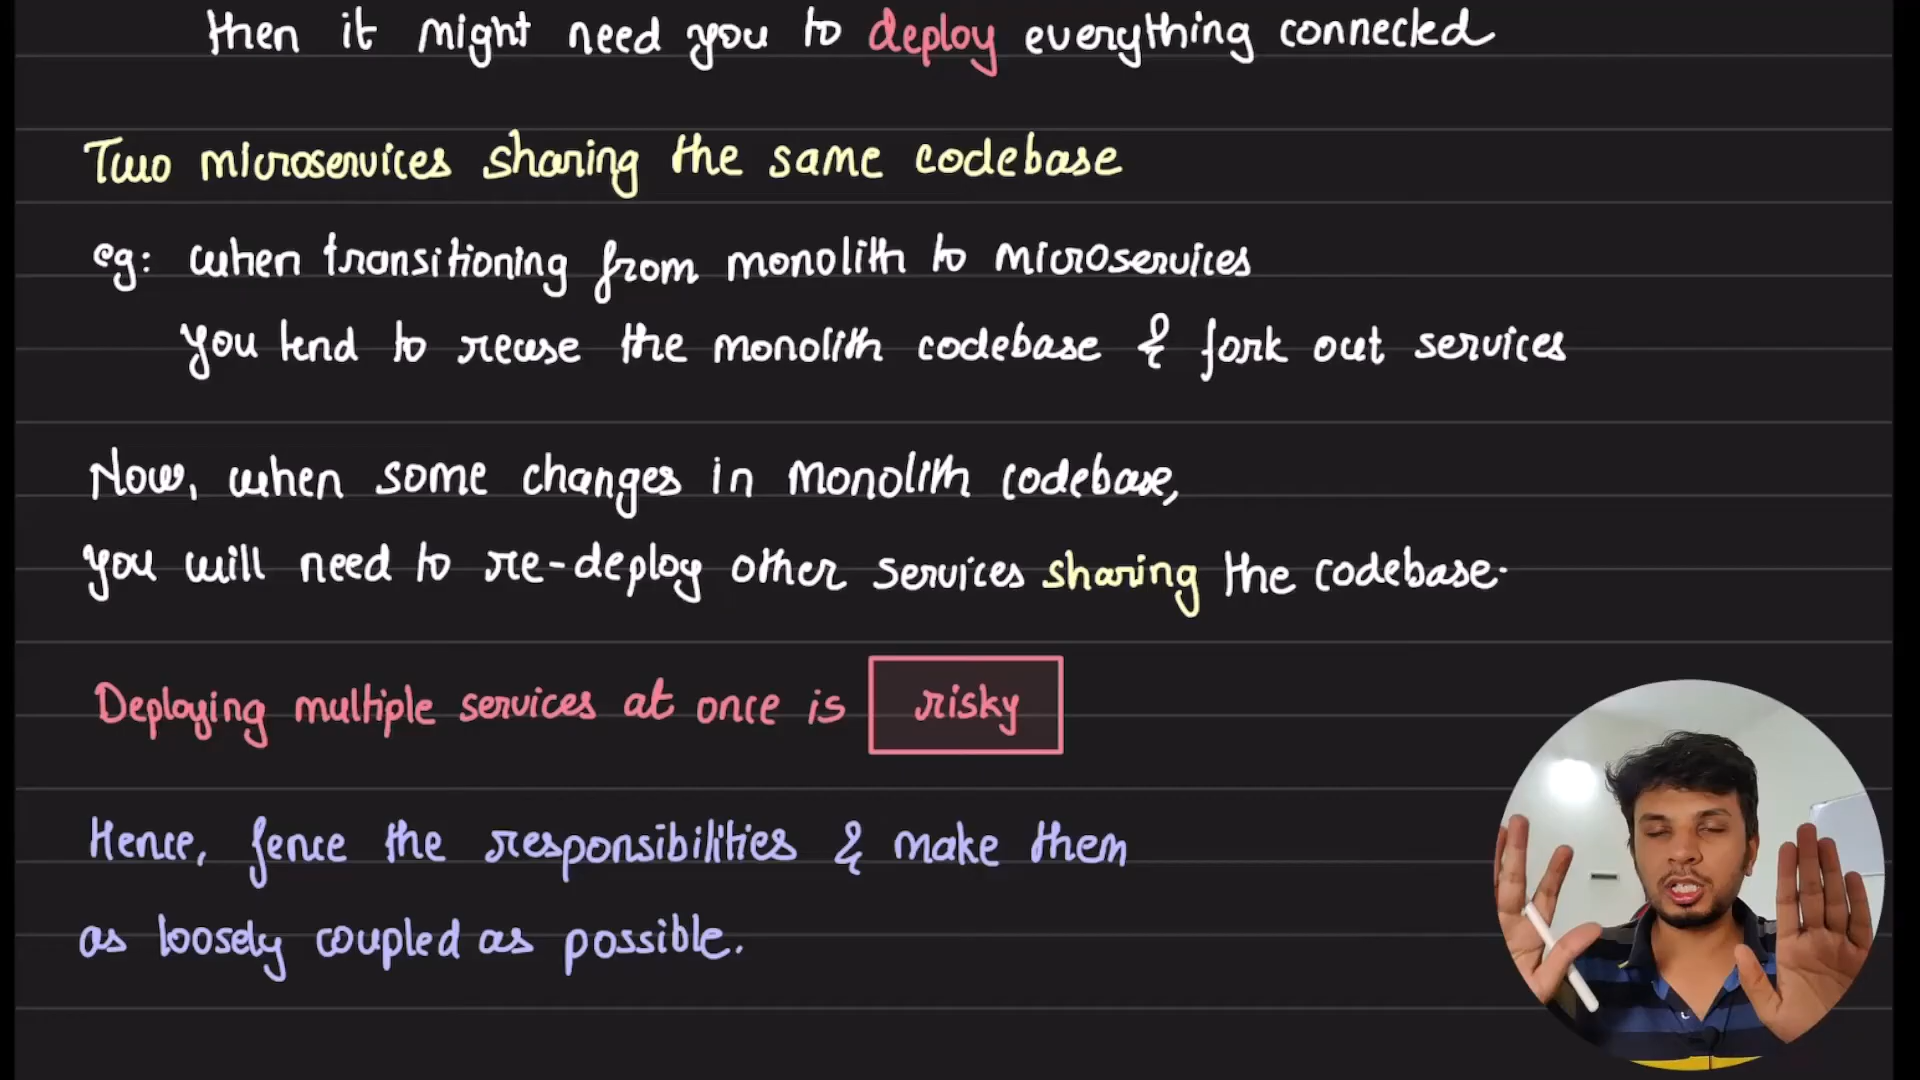 then it might need you to deploy everything connected
Two microservices sharing the same codebase
eg: when transitioning from monolith to microservices
you tend to reuse the monolith codebase & fork out services
Now, when some changes in monolith codebase,
you will need to re-deploy other services sharing the codebase.
Deploying multiple services at once is risky
Hence, fence the responsibilities & make them
as loosely coupled as possible.